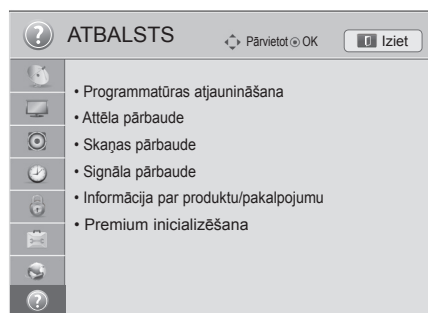 ATBALSTS Pārvietot OK Iziet
• Programmatūras atjaunināšana
• Attēla pārbaude
• Skaņas pārbaude
• Signāla pārbaude
• Informācija par produktu/pakalpojumu
• Premium inicializēšana